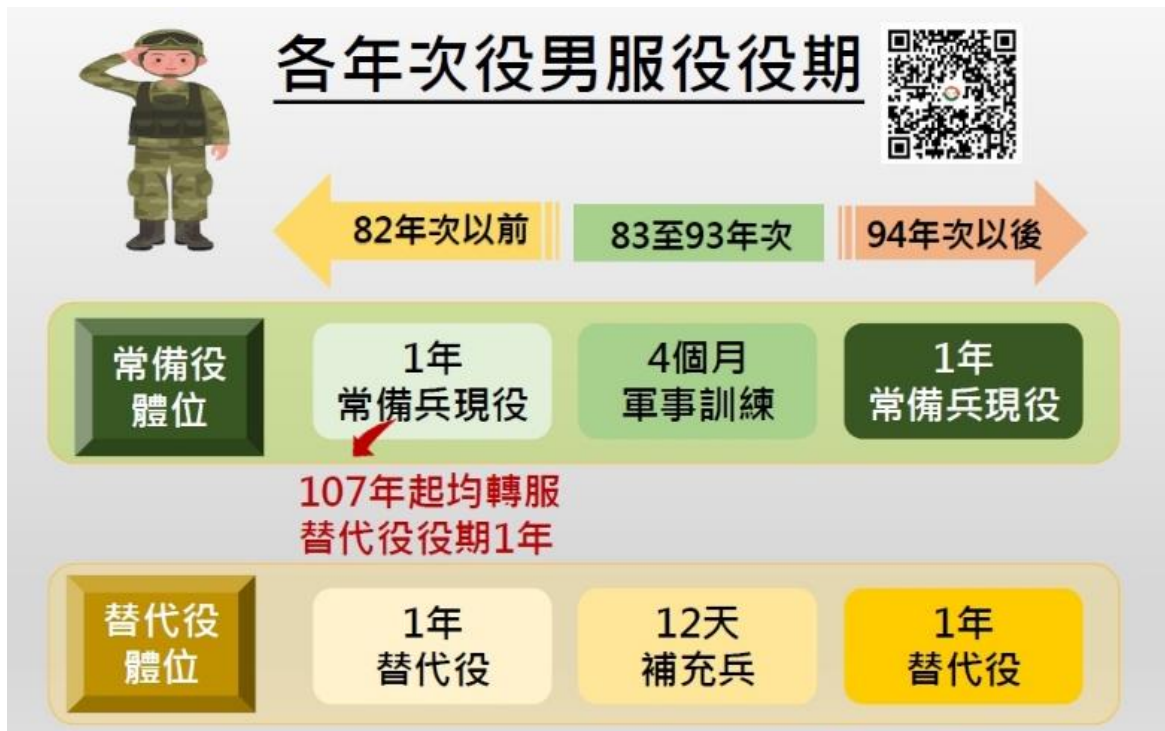 各年次役男服役役期
82年次以前
83至93年次
94年次以後
常備役
體位
1年
常備兵現役
4個月
軍事訓練
1年
常備兵現役
107年起均轉服
替代役役期1年
替代役
體位
1年
替代役
12天
補充兵
1年
替代役